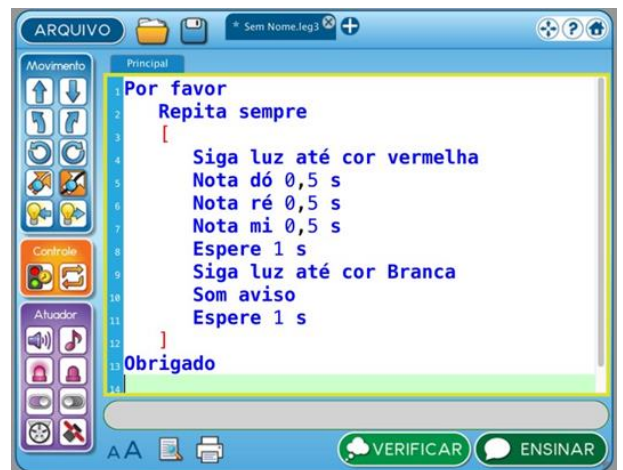 ARQUIVO
* Sem Nome.leg3
Movimento
Principal
1 Por favor
2 Repita sempre
3 [
4 Siga luz até cor vermelha
5 Nota dó 0,5 s
6 Nota ré 0,5 s
7 Nota mi 0,5 s
8 Espere 1 s
9 Siga luz até cor Branca
10 Som aviso
11 Espere 1 s
12 ]
13 Obrigado
14
Controle
Atuador
A A
VERIFICAR
ENSINAR